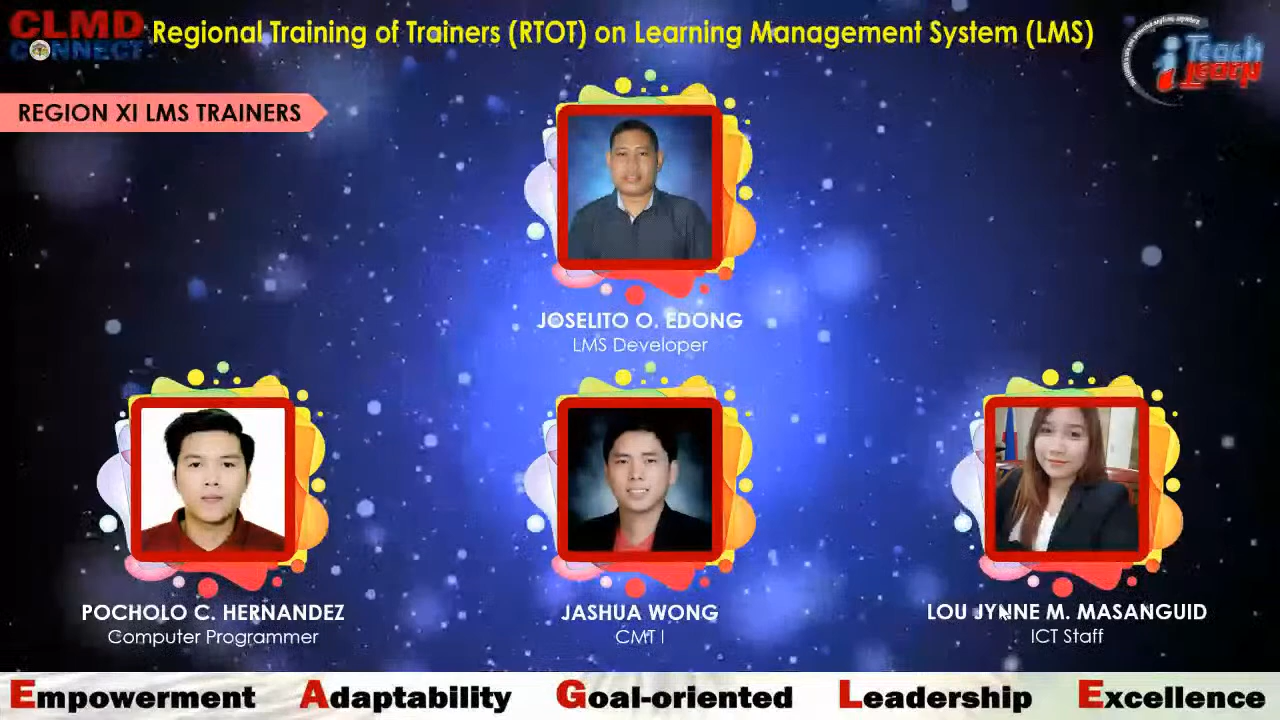 CLMD
CONNECT
Regional Training of Trainers (RTOT) on Learning Management System (LMS)
iTeach
iLearn
REGION XI LMS TRAINERS
JOSELITO O. EDONG
LMS Developer
POCHOLO C. HERNANDEZ
Computer Programmer
JASHUA WONG
CMT I
LOU JYNNE M. MASANGUID
ICT Staff
Empowerment Adaptability Goal-oriented Leadership Excellence